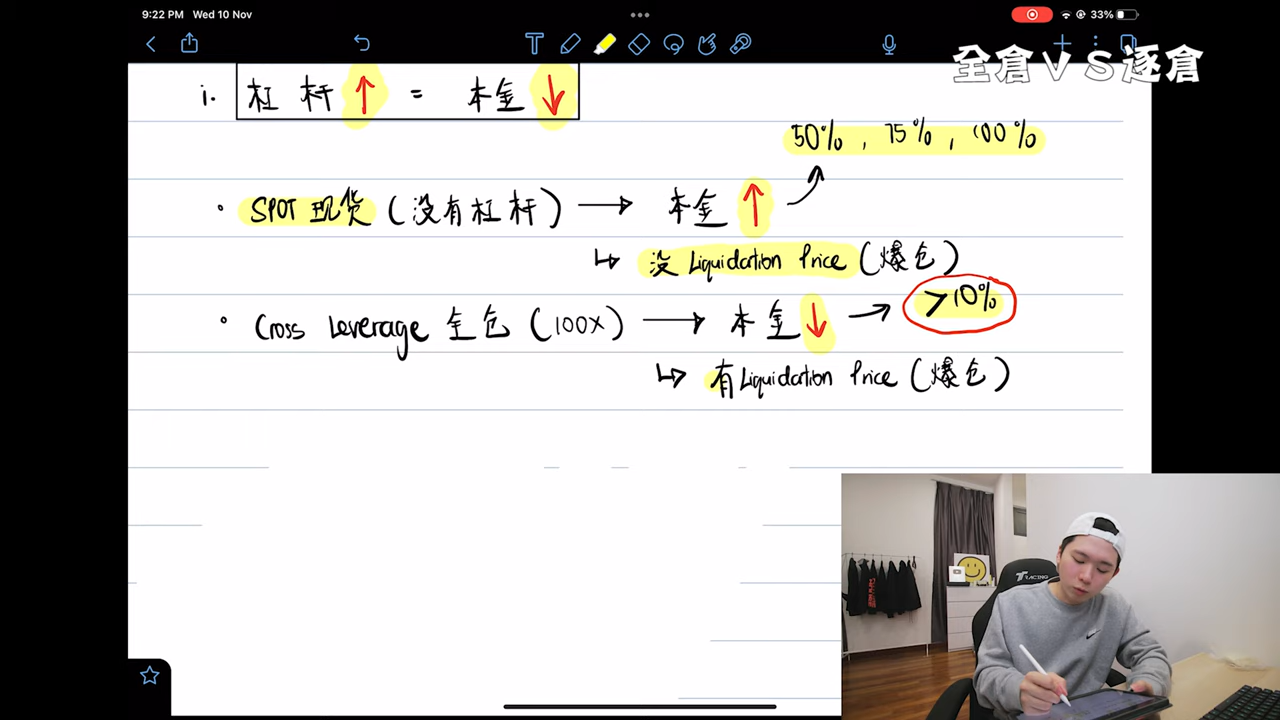 9:22 PM Wed 10 Nov
33%
全倉VS逐倉
i. 杠杆↑ = 本金↓
50%, 75%, 100%
· SPOT 现货 (没有杠杆) → 本金↑
↳ 没 Liquidation Price (爆仓)
>10%
· Cross Leverage 全仓 (100X) → 本金↓ →
↳ 有 Liquidation Price (爆仓)
T RACING